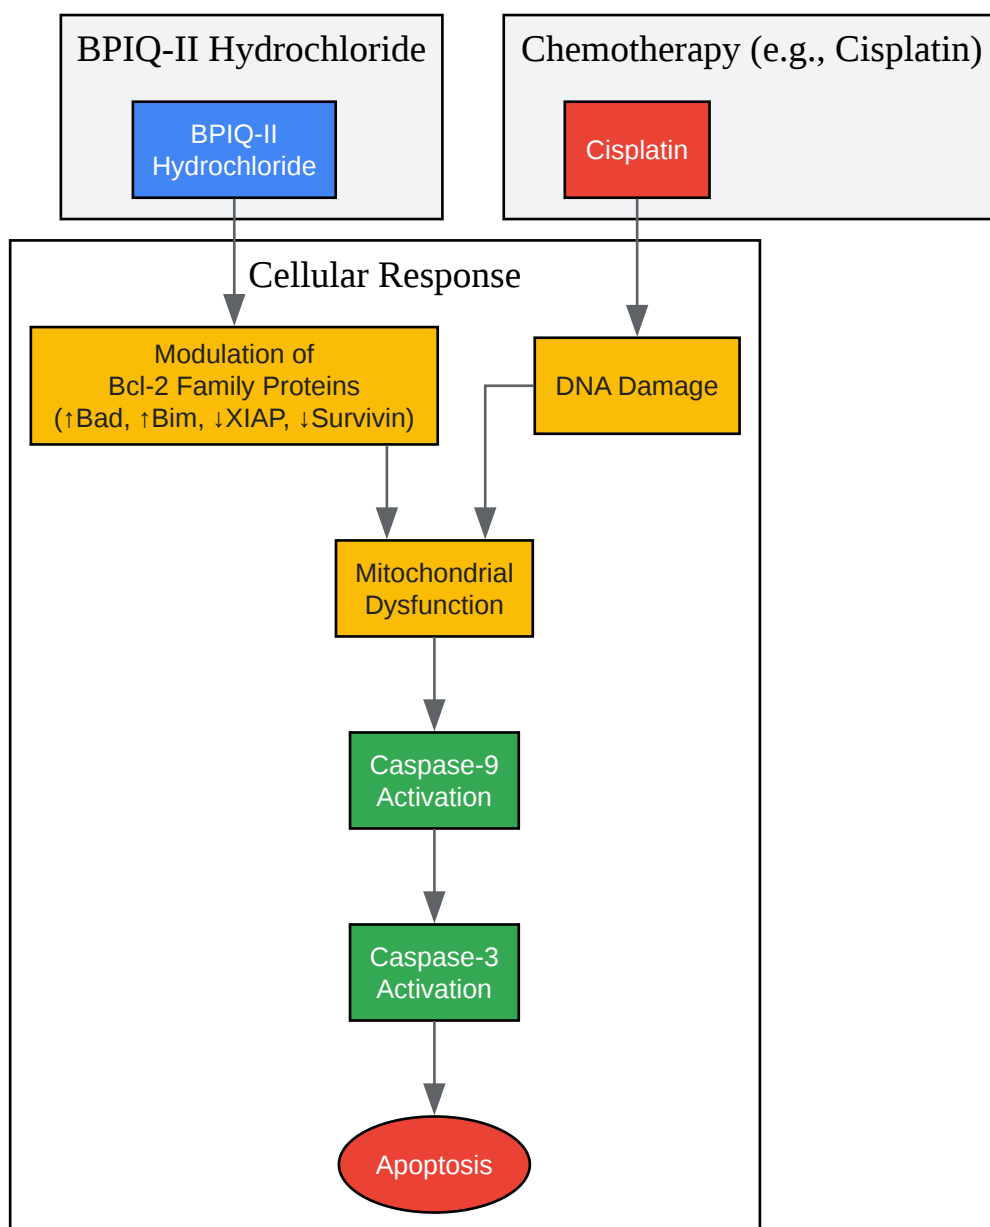 BPIQ-II Hydrochloride
BPIQ-II
Hydrochloride
Chemotherapy (e.g., Cisplatin)
Cisplatin
Cellular Response
Modulation of
Bcl-2 Family Proteins
(↑Bad, ↑Bim, ↓XIAP, ↓Survivin)
DNA Damage
Mitochondrial
Dysfunction
Caspase-9
Activation
Caspase-3
Activation
Apoptosis